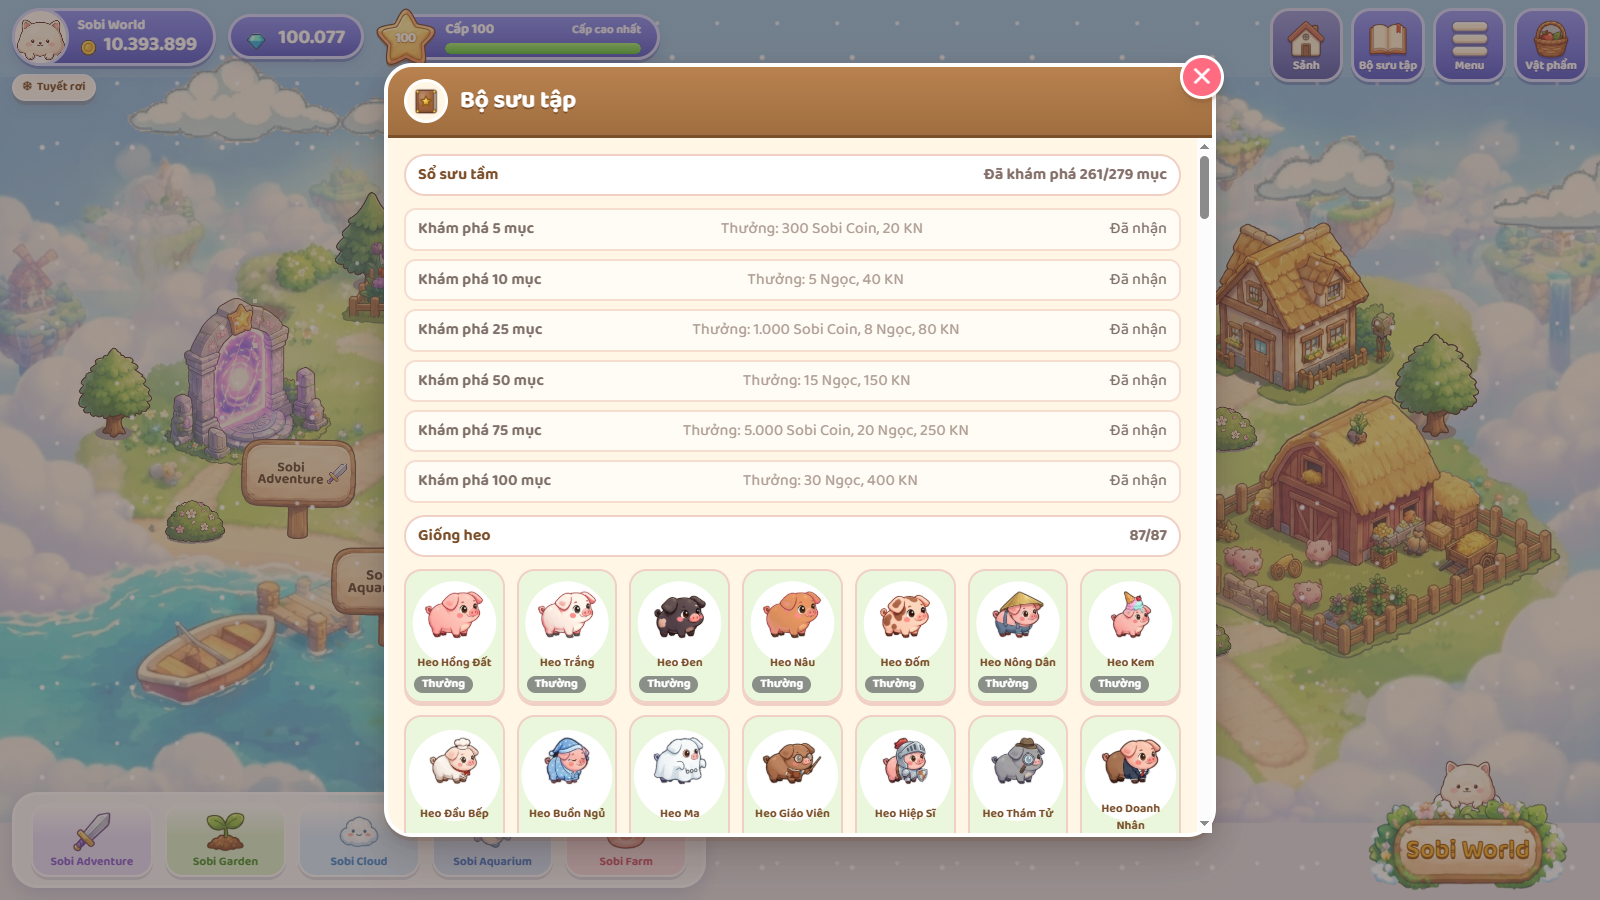 Sobi World
10.393.899
100.077
100
Cấp 100
Cấp cao nhất
Sảnh
Bộ sưu tập
Menu
Vật phẩm
Tuyết rơi
Bộ sưu tập
Sổ sưu tầm
Đã khám phá 261/279 mục
Khám phá 5 mục
Thưởng: 300 Sobi Coin, 20 KN
Đã nhận
Khám phá 10 mục
Thưởng: 5 Ngọc, 40 KN
Đã nhận
Khám phá 25 mục
Thưởng: 1.000 Sobi Coin, 8 Ngọc, 80 KN
Đã nhận
Khám phá 50 mục
Thưởng: 15 Ngọc, 150 KN
Đã nhận
Khám phá 75 mục
Thưởng: 5.000 Sobi Coin, 20 Ngọc, 250 KN
Đã nhận
Khám phá 100 mục
Thưởng: 30 Ngọc, 400 KN
Đã nhận
Giống heo
87/87
Heo Hồng Đất
Thường
Heo Trắng
Thường
Heo Đen
Thường
Heo Nâu
Thường
Heo Đốm
Thường
Heo Nông Dân
Thường
Heo Kem
Thường
Heo Đầu Bếp
Heo Buồn Ngủ
boo
Heo Ma
Heo Giáo Viên
Heo Hiệp Sĩ
Heo Thám Tử
Heo Doanh
Nhân
Sobi
Adventure
Sobi Adventure
Sobi Garden
Sobi Cloud
Sobi Aquarium
Sobi Farm
Sobi World